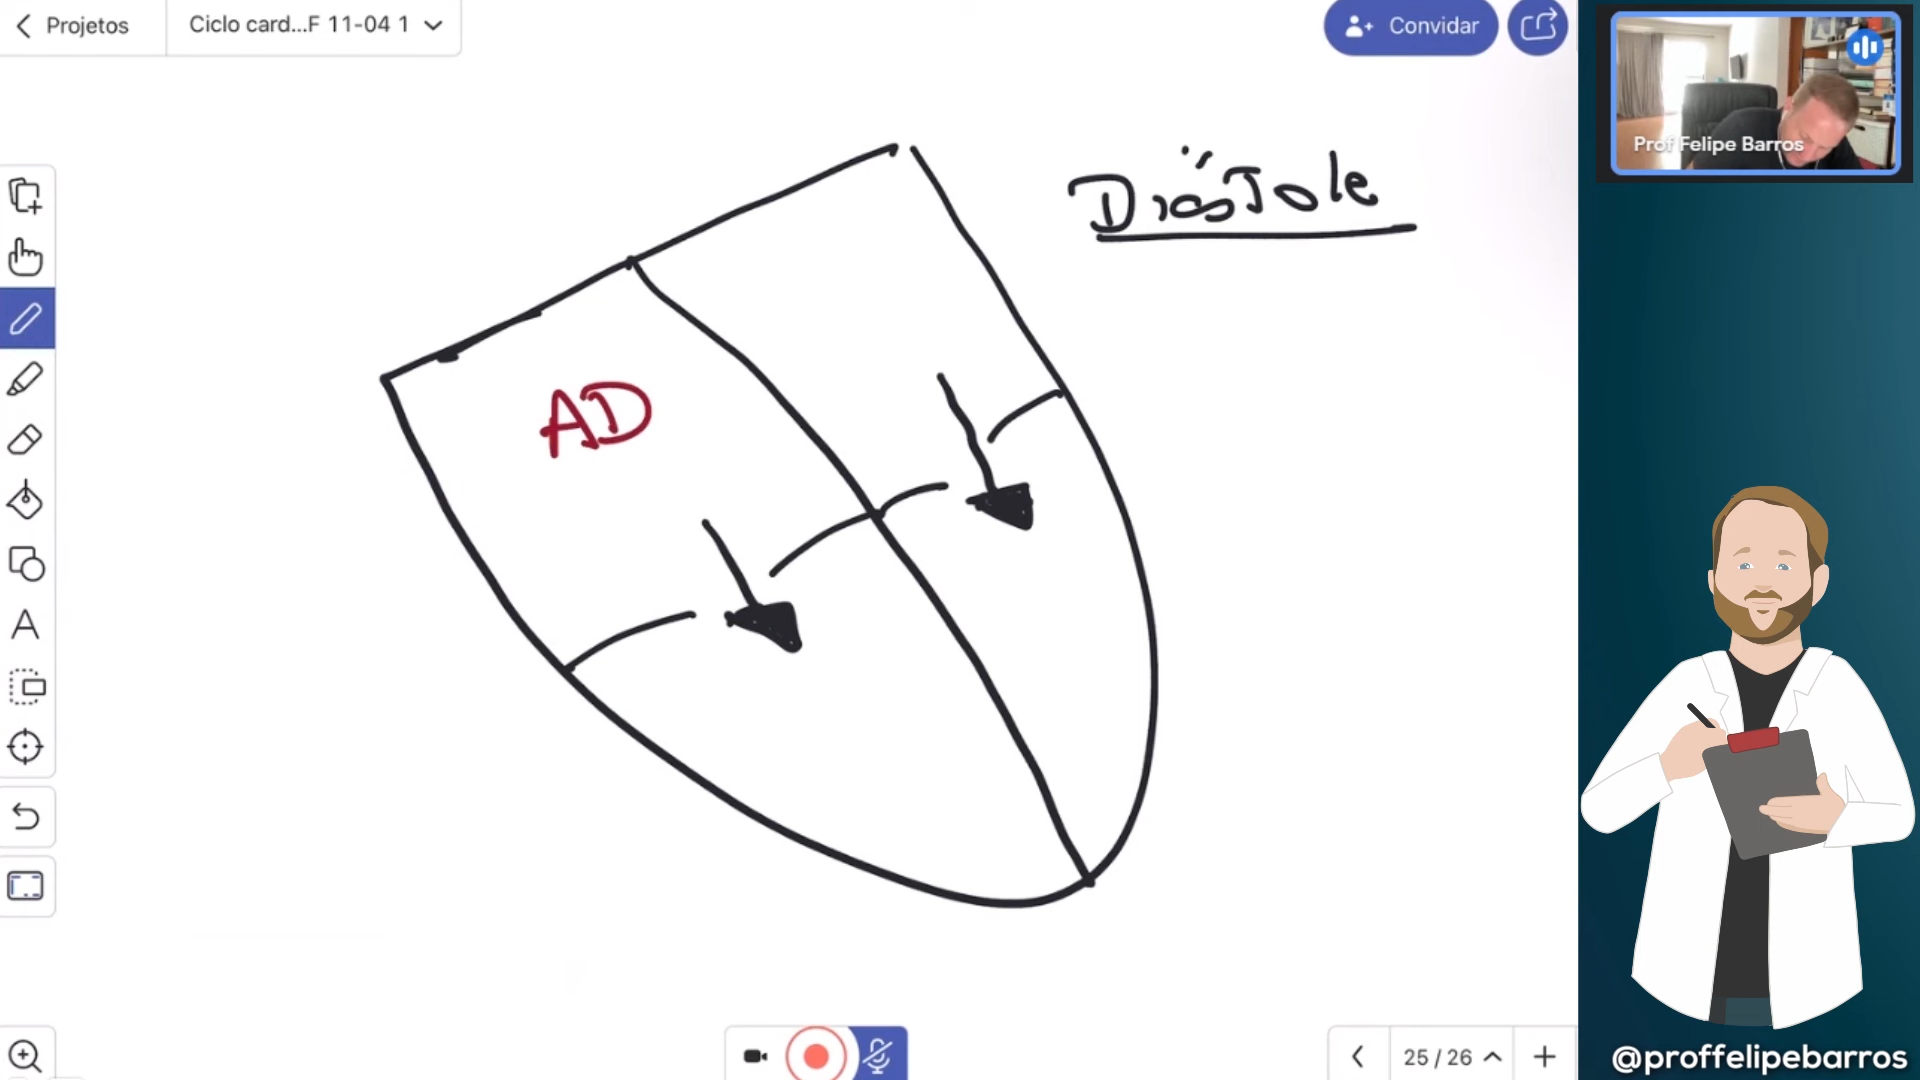 Projetos
Ciclo card...F 11-04 1
Convidar
Prof Felipe Barros
Diástole
AD
25 / 26
@proffelipebarros